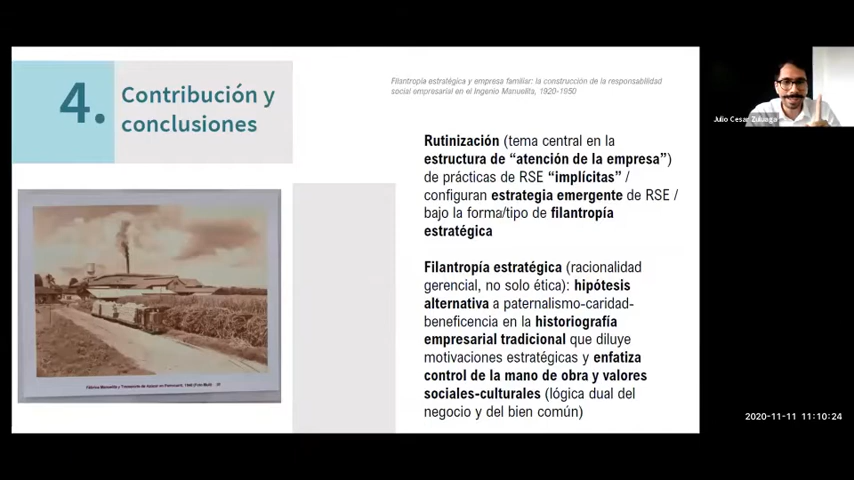 4. Contribución y
conclusiones
Filantropía estratégica y empresa familiar: la construcción de la responsabilidad
social empresarial en el Ingenio Manuelita, 1920-1950
Rutinización (tema central en la
estructura de “atención de la empresa”)
de prácticas de RSE “implícitas” /
configuran estrategia emergente de RSE /
bajo la forma/tipo de filantropía
estratégica
Filantropía estratégica (racionalidad
gerencial, no solo ética): hipótesis
alternativa a paternalismo-caridad-
beneficencia en la historiografía
empresarial tradicional que diluye
motivaciones estratégicas y enfatiza
control de la mano de obra y valores
sociales-culturales (lógica dual del
negocio y del bien común)
Fábrica Manuelita y Transporte de
Julio Cesar Zuluaga
2020-11-11 11:10:24